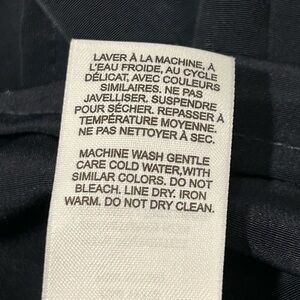 LAVER À LA MACHINE, À
L'EAU FROIDE, AU CYCLE
DÉLICAT, AVEC COULEURS
SIMILAIRES. NE PAS
JAVELLISER. SUSPENDRE
POUR SÉCHER. REPASSER À
TEMPÉRATURE MOYENNE.
NE PAS NETTOYER À SEC.
MACHINE WASH GENTLE
CARE COLD WATER,WITH
SIMILAR COLORS. DO NOT
BLEACH. LINE DRY. IRON
WARM. DO NOT DRY CLEAN.